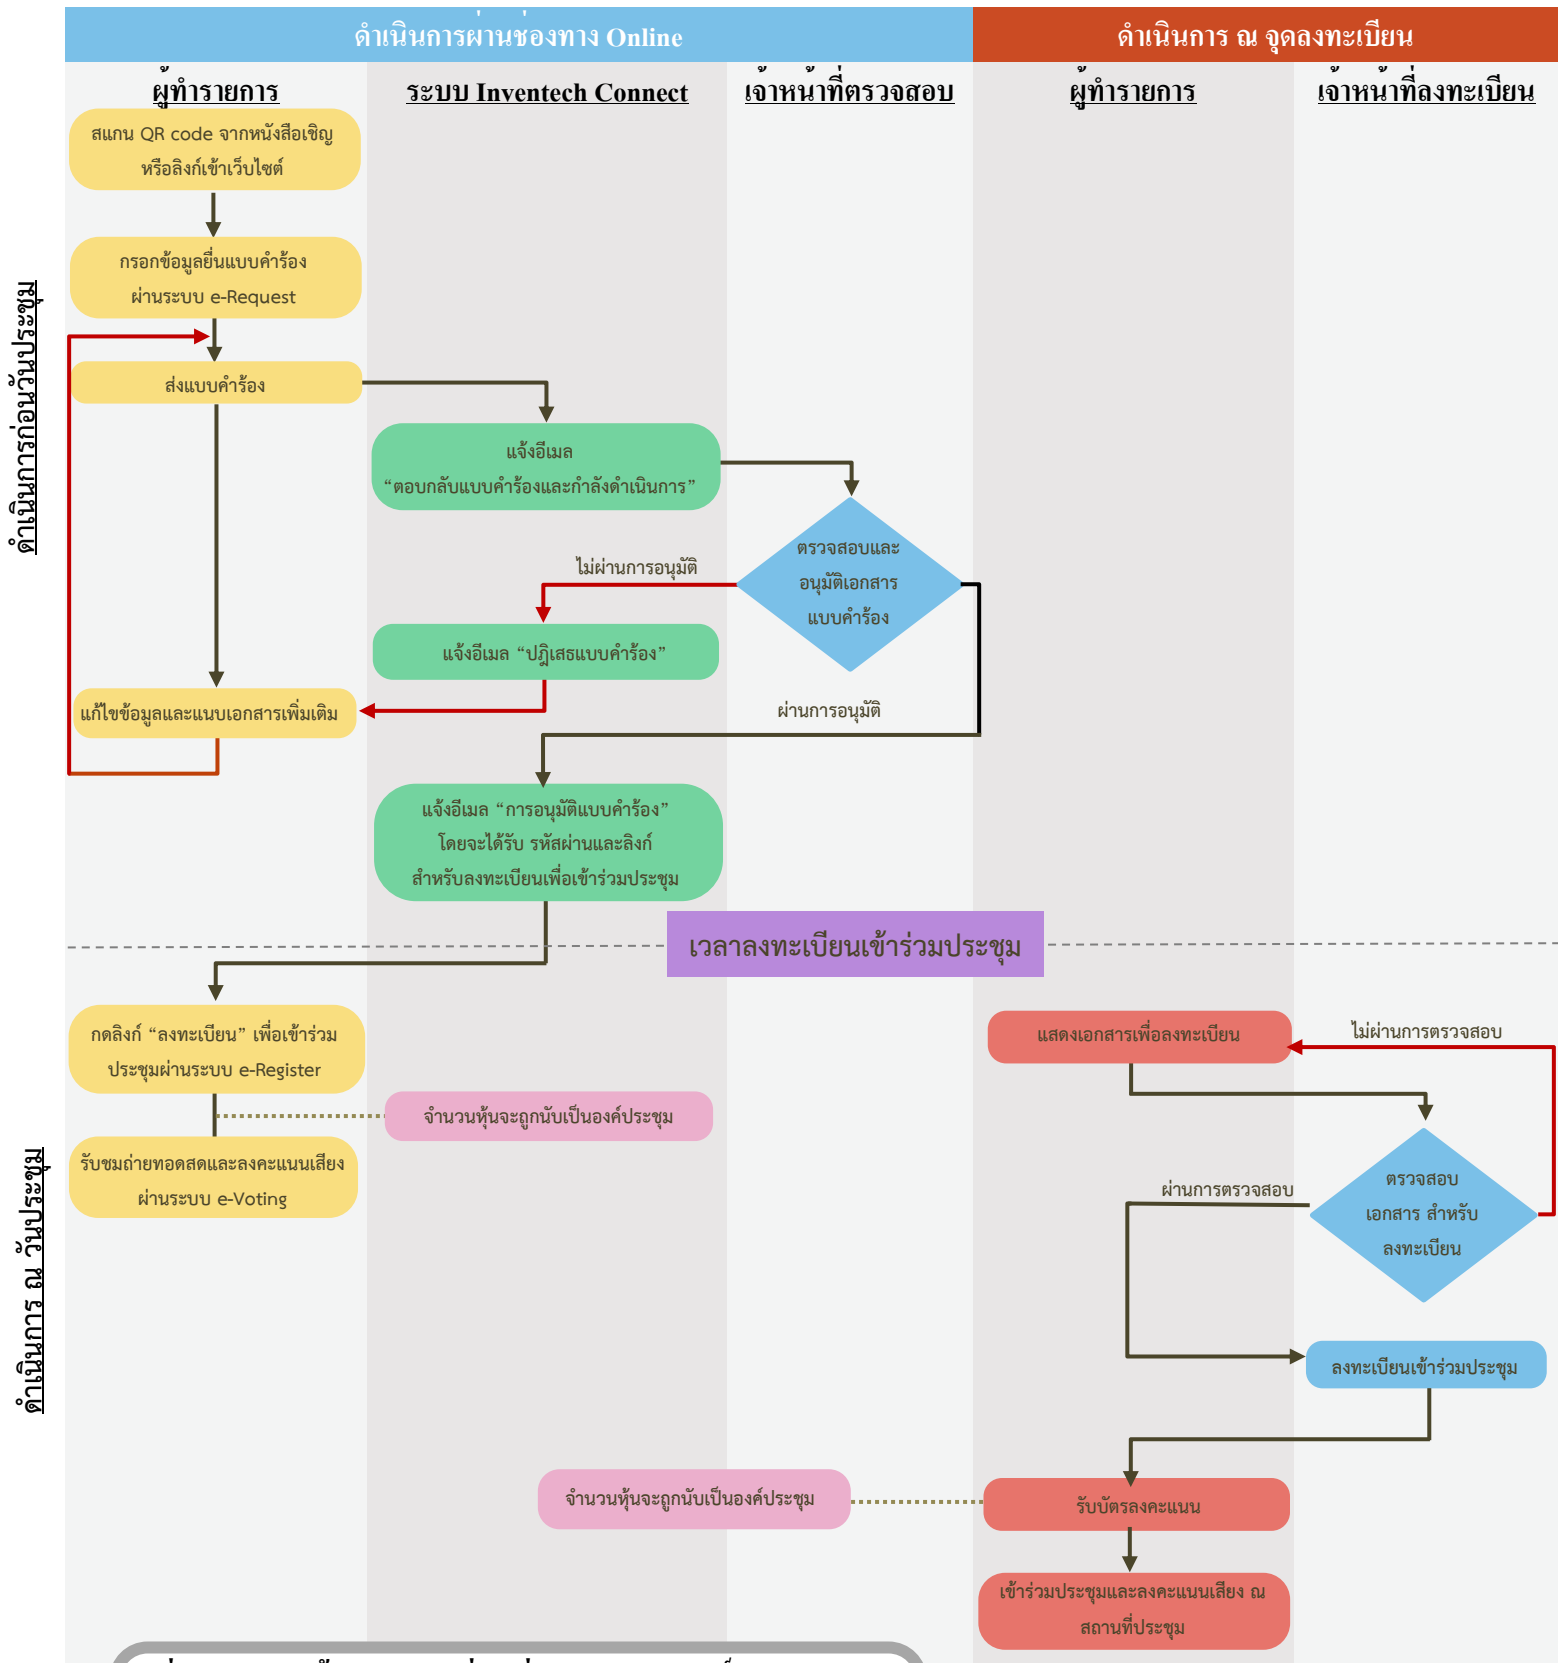 ดำเนินการผ่านช่องทาง Online
ดำเนินการ ณ จุดลงทะเบียน
ผู้ทำรายการ
ระบบ Inventech Connect
เจ้าหน้าที่ตรวจสอบ
ผู้ทำรายการ
เจ้าหน้าที่ลงทะเบียน
ดำเนินการก่อนวันประชุม
สแกน QR code จากหนังสือเชิญ
หรือลิงก์เข้าเว็บไซต์
กรอกข้อมูลยื่นแบบคำร้อง
ผ่านระบบ e-Request
ส่งแบบคำร้อง
แจ้งอีเมล
“ตอบกลับแบบคำร้องและกำลังดำเนินการ”
ตรวจสอบและ
อนุมัติเอกสาร
แบบคำร้อง
ไม่ผ่านการอนุมัติ
แจ้งอีเมล “ปฎิเสธแบบคำร้อง”
แก้ไขข้อมูลและแนบเอกสารเพิ่มเติม
ผ่านการอนุมัติ
แจ้งอีเมล “การอนุมัติแบบคำร้อง”
โดยจะได้รับ รหัสผ่านและลิงก์
สำหรับลงทะเบียนเพื่อเข้าร่วมประชุม
เวลาลงทะเบียนเข้าร่วมประชุม
ดำเนินการ ณ วันประชุม
กดลิงก์ “ลงทะเบียน” เพื่อเข้าร่วม
ประชุมผ่านระบบ e-Register
จำนวนหุ้นจะถูกนับเป็นองค์ประชุม
รับชมถ่ายทอดสดและลงคะแนนเสียง
ผ่านระบบ e-Voting
แสดงเอกสารเพื่อลงทะเบียน
ไม่ผ่านการตรวจสอบ
ตรวจสอบ
เอกสาร สำหรับ
ลงทะเบียน
ผ่านการตรวจสอบ
ลงทะเบียนเข้าร่วมประชุม
จำนวนหุ้นจะถูกนับเป็นองค์ประชุม
รับบัตรลงคะแนน
เข้าร่วมประชุมและลงคะแนนเสียง ณ
สถานที่ประชุม